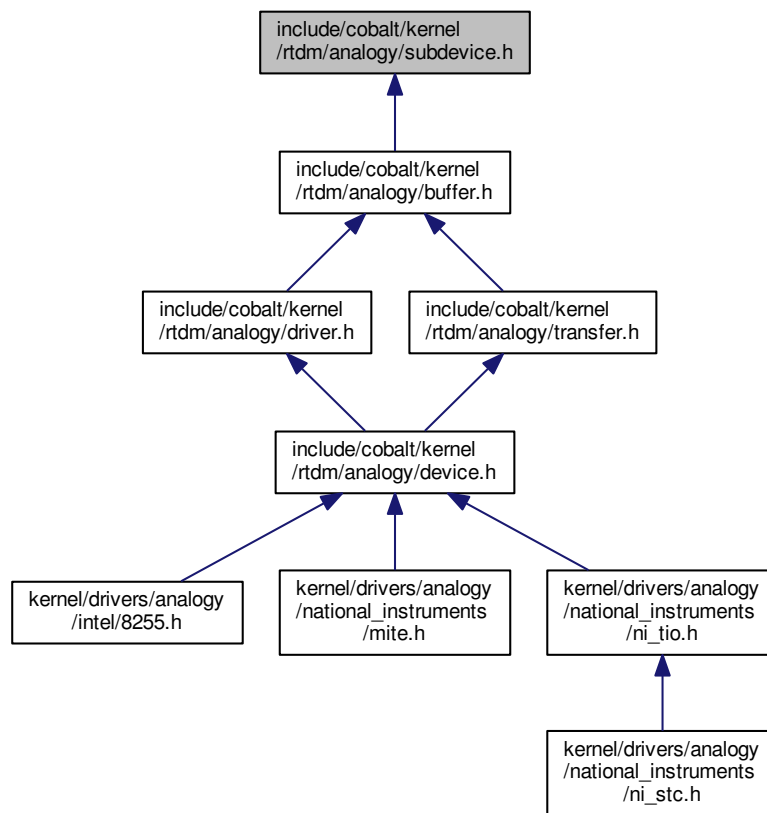 include/cobalt/kernel
/rtdm/analogy/subdevice.h
include/cobalt/kernel
/rtdm/analogy/buffer.h
include/cobalt/kernel
/rtdm/analogy/driver.h
include/cobalt/kernel
/rtdm/analogy/transfer.h
include/cobalt/kernel
/rtdm/analogy/device.h
kernel/drivers/analogy
/intel/8255.h
kernel/drivers/analogy
/national_instruments
/mite.h
kernel/drivers/analogy
/national_instruments
/ni_tio.h
kernel/drivers/analogy
/national_instruments
/ni_stc.h